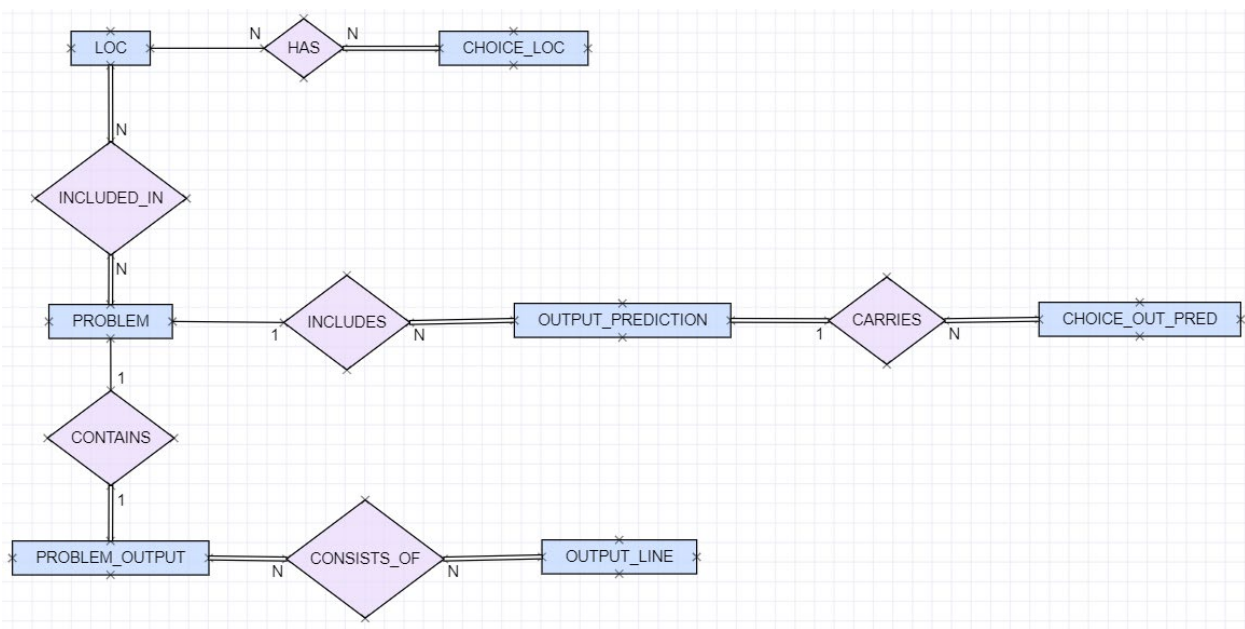 LOC
N
HAS
N
CHOICE_LOC
N
INCLUDED_IN
N
PROBLEM
1
INCLUDES
N
OUTPUT_PREDICTION
1
CARRIES
N
CHOICE_OUT_PRED
1
CONTAINS
1
PROBLEM_OUTPUT
N
CONSISTS_OF
N
OUTPUT_LINE